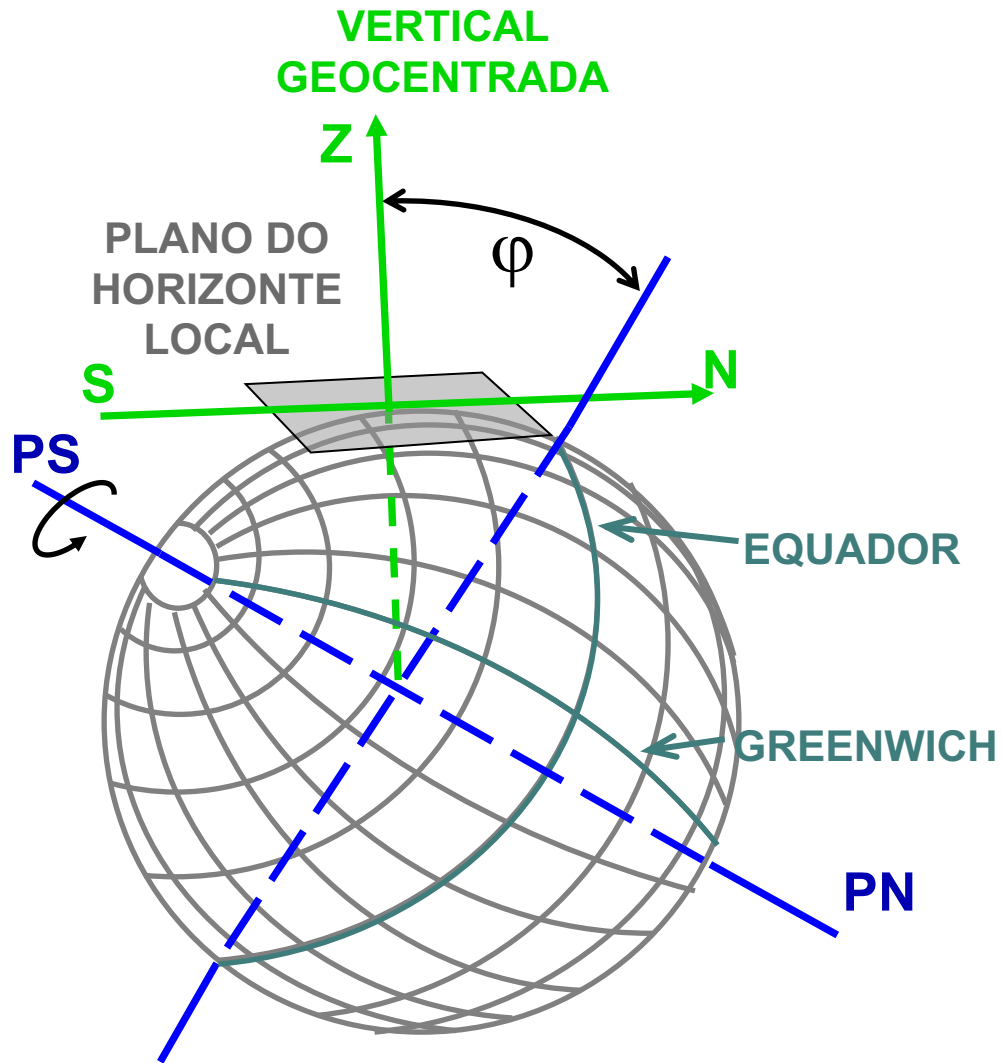 VERTICAL
GEOCENTRADA
Z
φ
PLANO DO
HORIZONTE
LOCAL
S
N
PS
EQUADOR
GREENWICH
PN